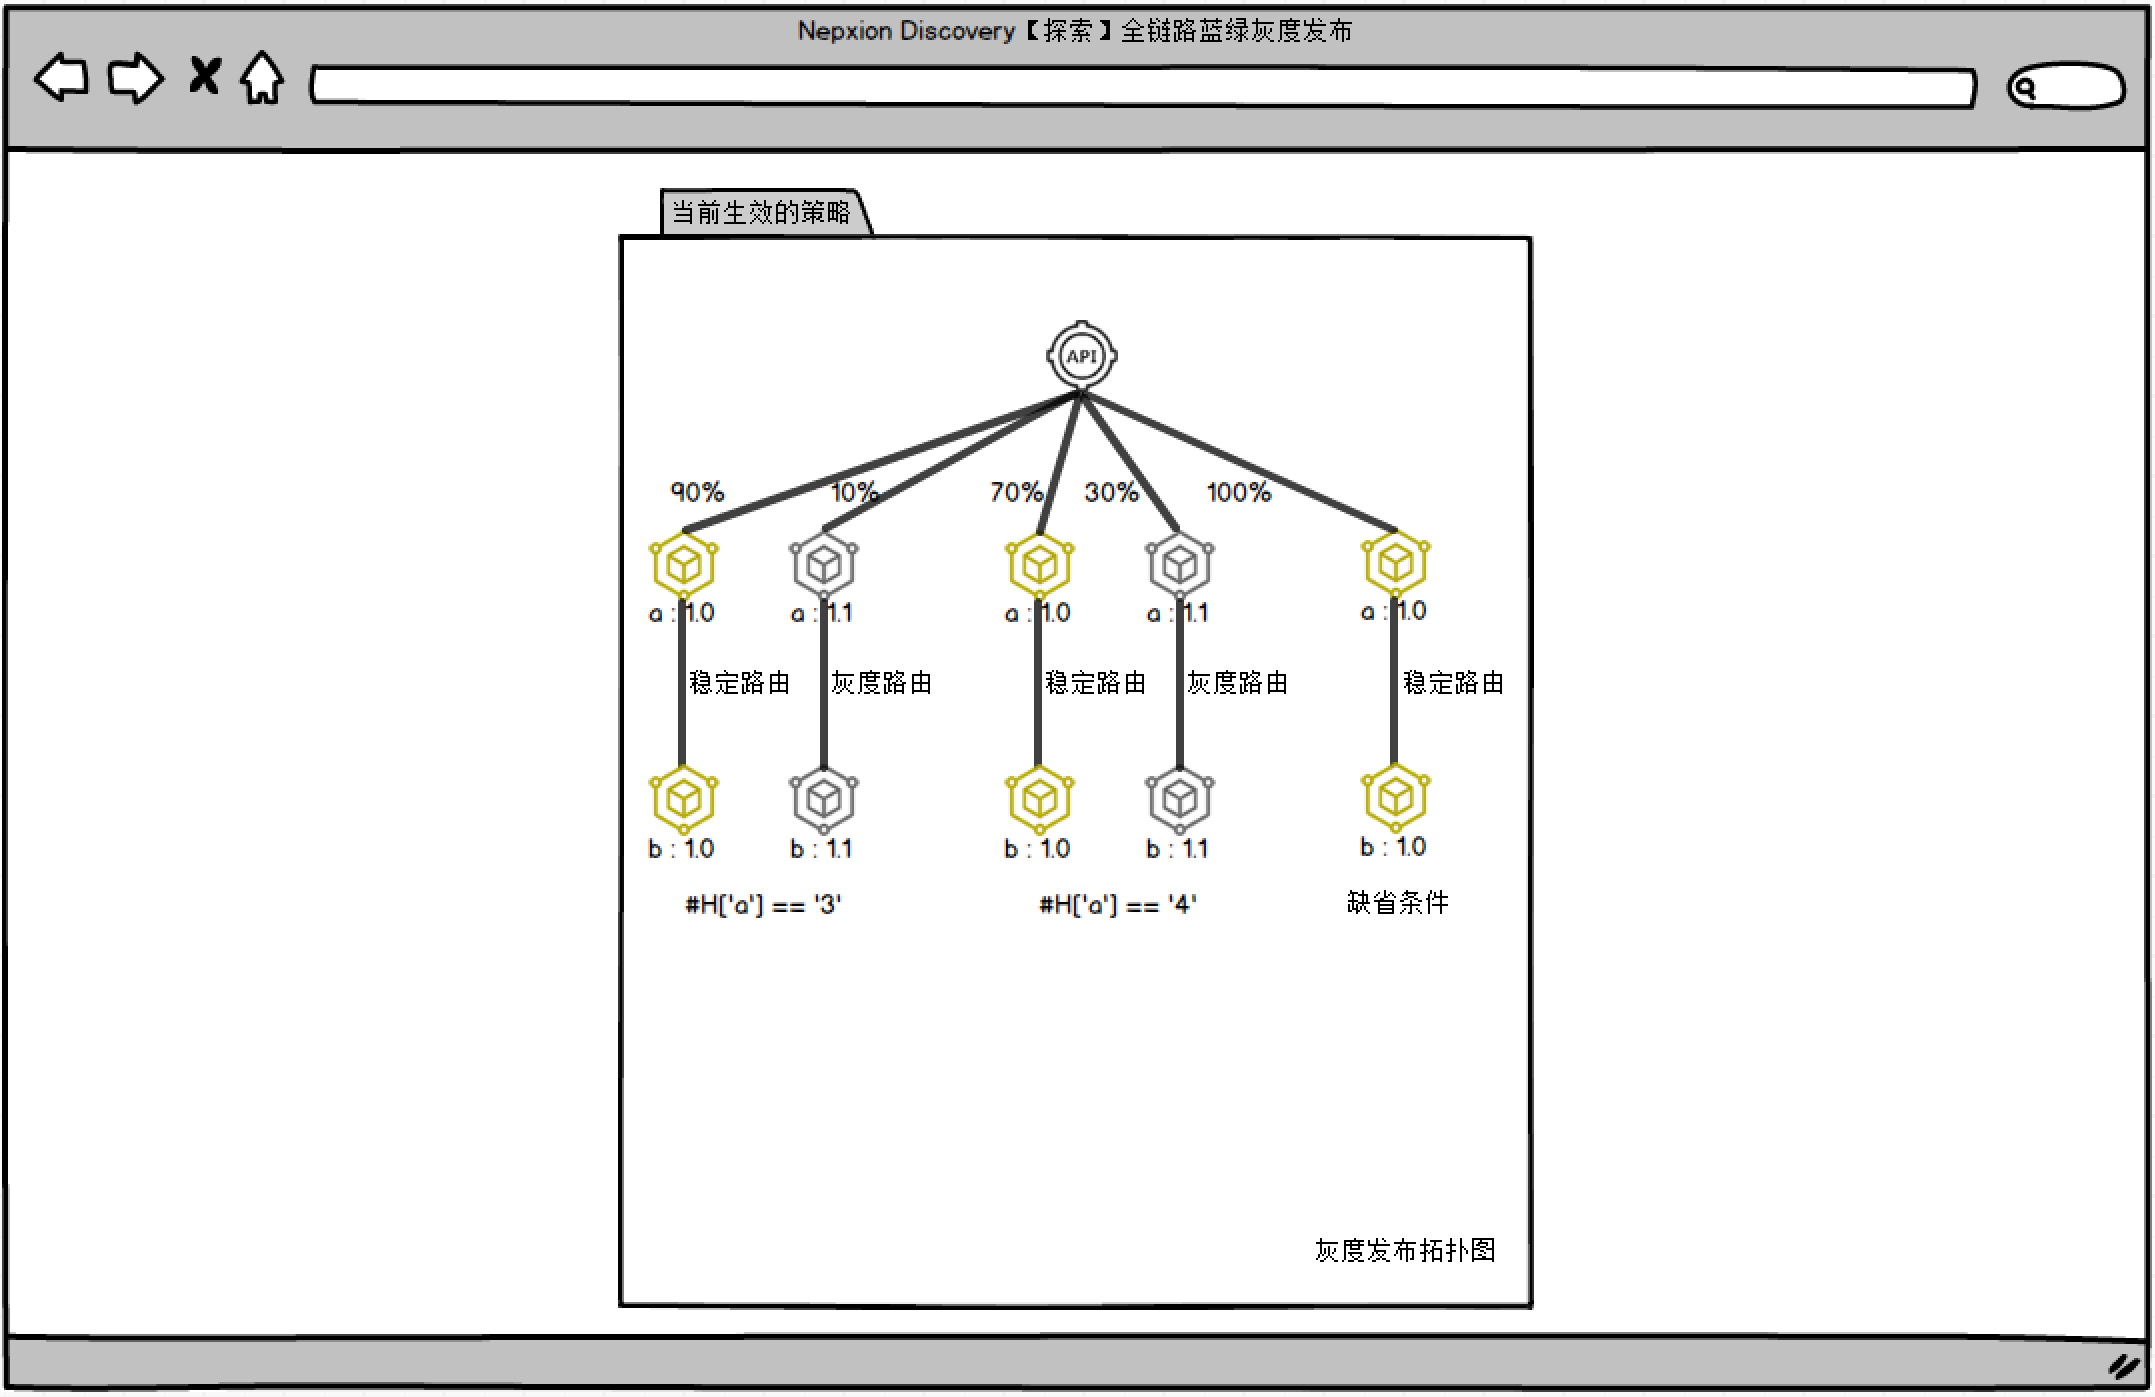 Nepxion Discovery【探索】全链路蓝绿灰度发布
当前生效的策略
API
90% 10% 70% 30% 100%
a : 1.0 a : 1.1 a : 1.0 a : 1.1 a : 1.0
稳定路由 灰度路由 稳定路由 灰度路由 稳定路由
b : 1.0 b : 1.1 b : 1.0 b : 1.1 b : 1.0
#H['a'] == '3' #H['a'] == '4' 缺省条件
灰度发布拓扑图